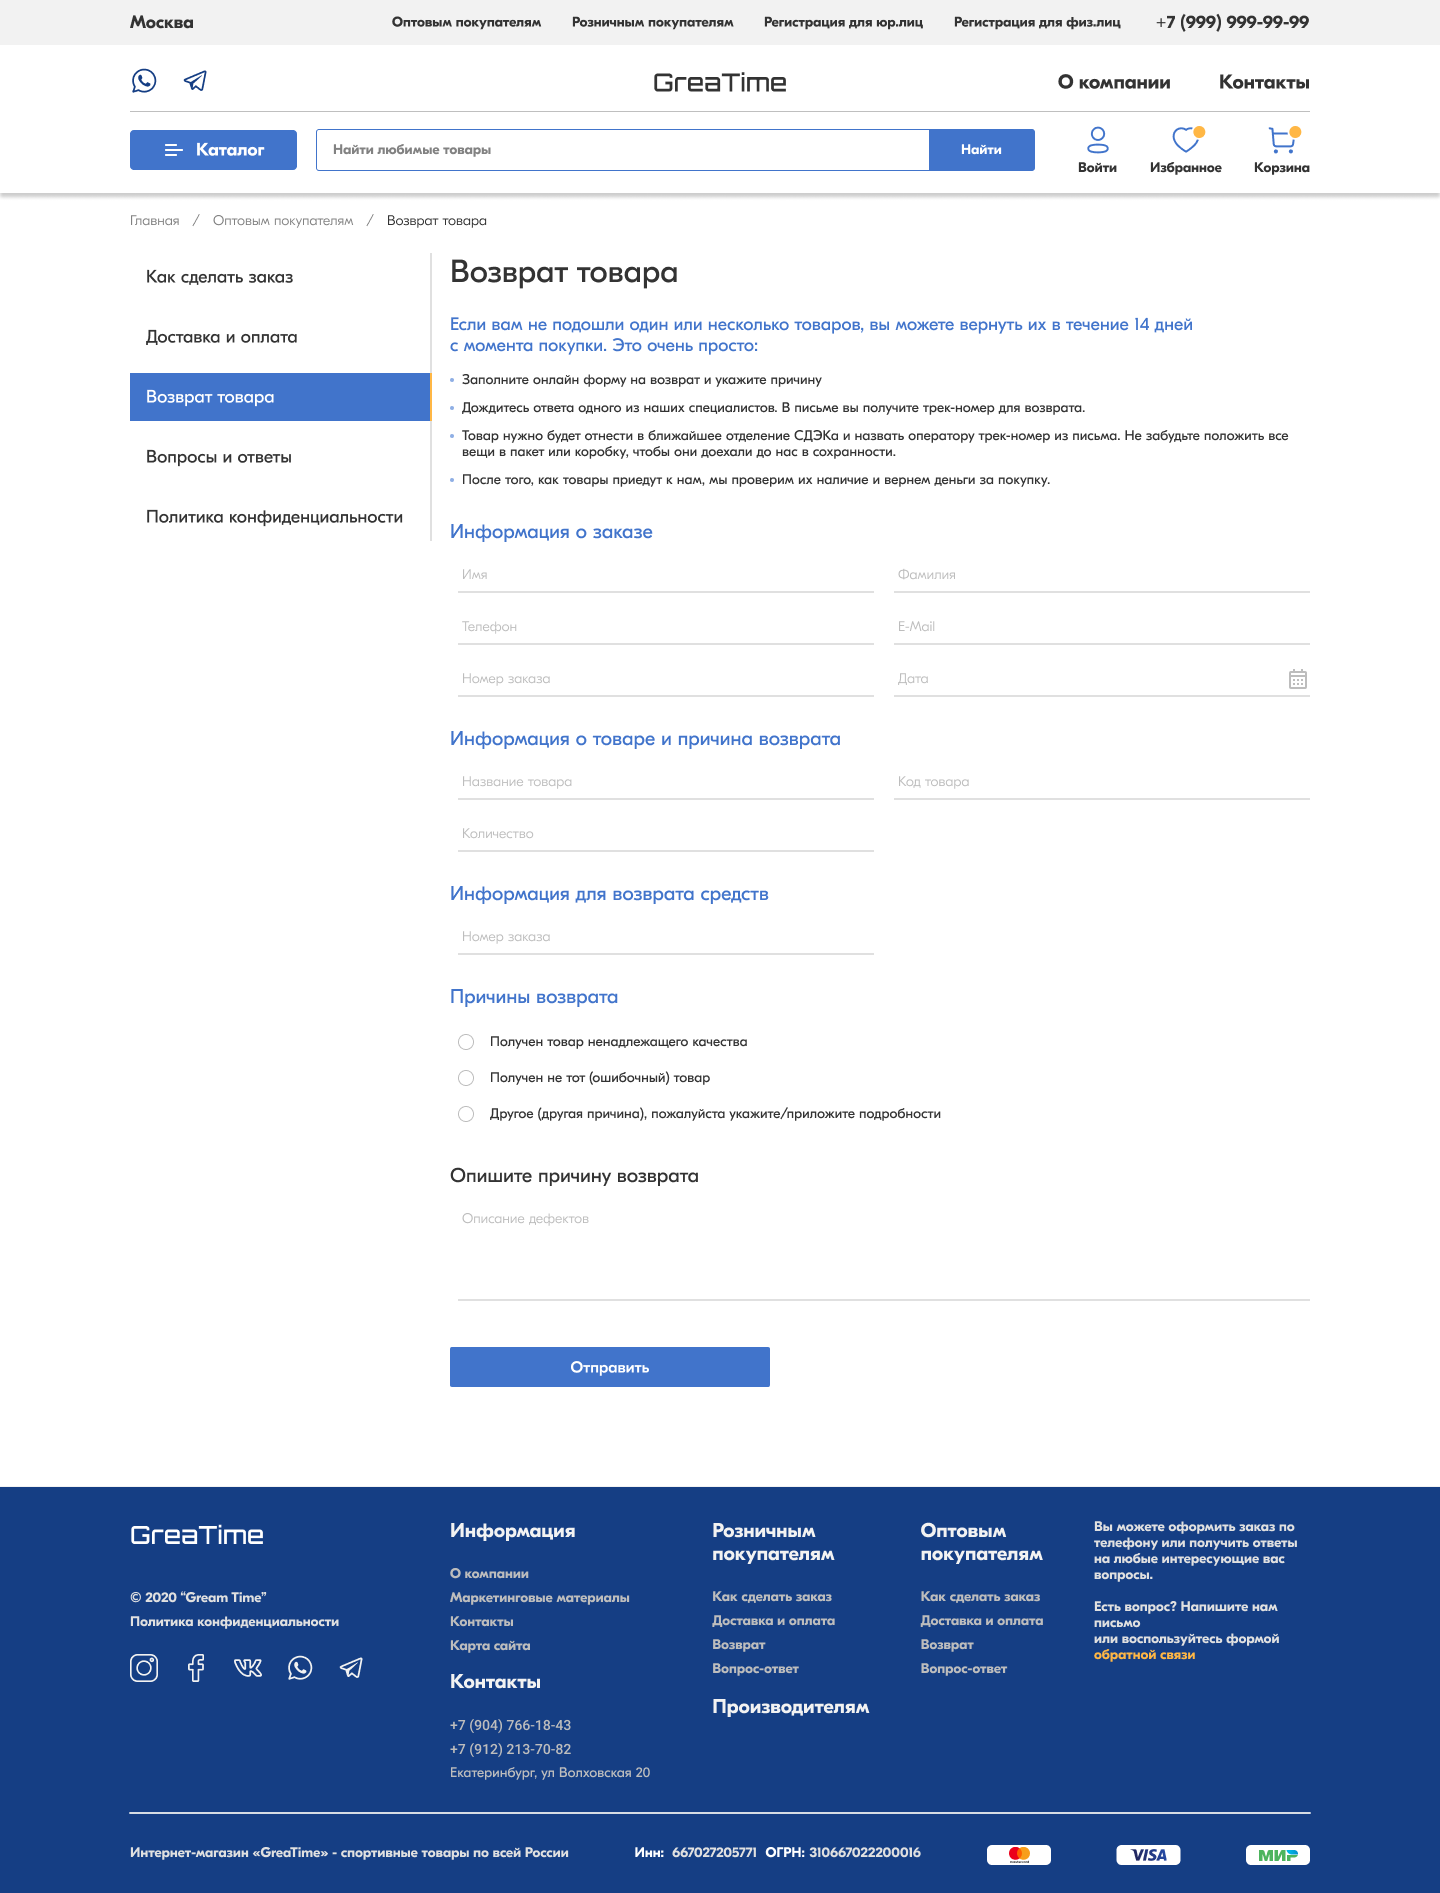 Москва
Оптовым покупателям
Розничным покупателям
Регистрация для юр.лиц
Регистрация для физ.лиц
+7 (999) 999-99-99
GreaTime
О компании
Контакты
Каталог
Найти любимые товары
Найти
Войти
Избранное
Корзина
Главная / Оптовым покупателям / Возврат товара
Как сделать заказ
Доставка и оплата
Возврат товара
Вопросы и ответы
Политика конфиденциальности
Возврат товара
Если вам не подошли один или несколько товаров, вы можете вернуть их в течение 14 дней
с момента покупки. Это очень просто:
Заполните онлайн форму на возврат и укажите причину
Дождитесь ответа одного из наших специалистов. В письме вы получите трек-номер для возврата.
Товар нужно будет отнести в ближайшее отделение СДЭКа и назвать оператору трек-номер из письма. Не забудьте положить все
вещи в пакет или коробку, чтобы они доехали до нас в сохранности.
После того, как товары приедут к нам, мы проверим их наличие и вернем деньги за покупку.
Информация о заказе
Имя
Фамилия
Телефон
E-Mail
Номер заказа
Дата
Информация о товаре и причина возврата
Название товара
Код товара
Количество
Информация для возврата средств
Номер заказа
Причины возврата
Получен товар ненадлежащего качества
Получен не тот (ошибочный) товар
Другое (другая причина), пожалуйста укажите/приложите подробности
Опишите причину возврата
Описание дефектов
Отправить
GreaTime
© 2020 “Gream Time”
Политика конфиденциальности
Информация
О компании
Маркетинговые материалы
Контакты
Карта сайта
Контакты
+7 (904) 766-18-43
+7 (912) 213-70-82
Екатеринбург, ул Волховская 20
Розничным
покупателям
Как сделать заказ
Доставка и оплата
Возврат
Вопрос-ответ
Производителям
Оптовым
покупателям
Как сделать заказ
Доставка и оплата
Возврат
Вопрос-ответ
Вы можете оформить заказ по
телефону или получить ответы
на любые интересующие вас
вопросы.
Есть вопрос? Напишите нам
письмо
или воспользуйтесь формой
обратной связи
Интернет-магазин «GreaTime» - спортивные товары по всей России
Инн: 667027205771 ОГРН: 310667022200016
VISA
МИР